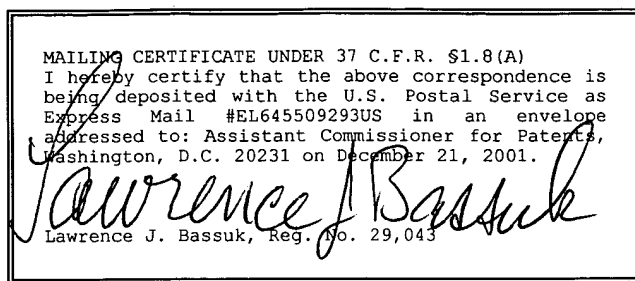 MAILING CERTIFICATE UNDER 37 C.F.R. §1.8(A)
I hereby certify that the above correspondence is
being deposited with the U.S. Postal Service as
Express Mail #EL645509293US in an envelope
addressed to: Assistant Commissioner for Patents,
Washington, D.C. 20231 on December 21, 2001.
Lawrence J Bassuk
Lawrence J. Bassuk, Reg. No. 29,043